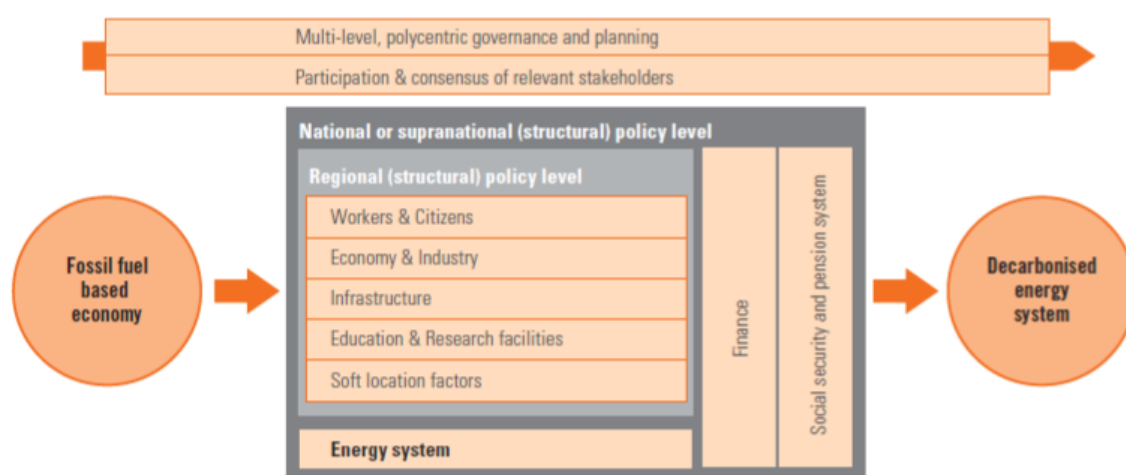 Multi-level, polycentric governance and planning
Participation & consensus of relevant stakeholders
National or supranational (structural) policy level
Regional (structural) policy level
Workers & Citizens
Economy & Industry
Infrastructure
Education & Research facilities
Soft location factors
Energy system
Finance
Social security and pension system
Fossil fuel
based
economy
Decarbonised
energy
system